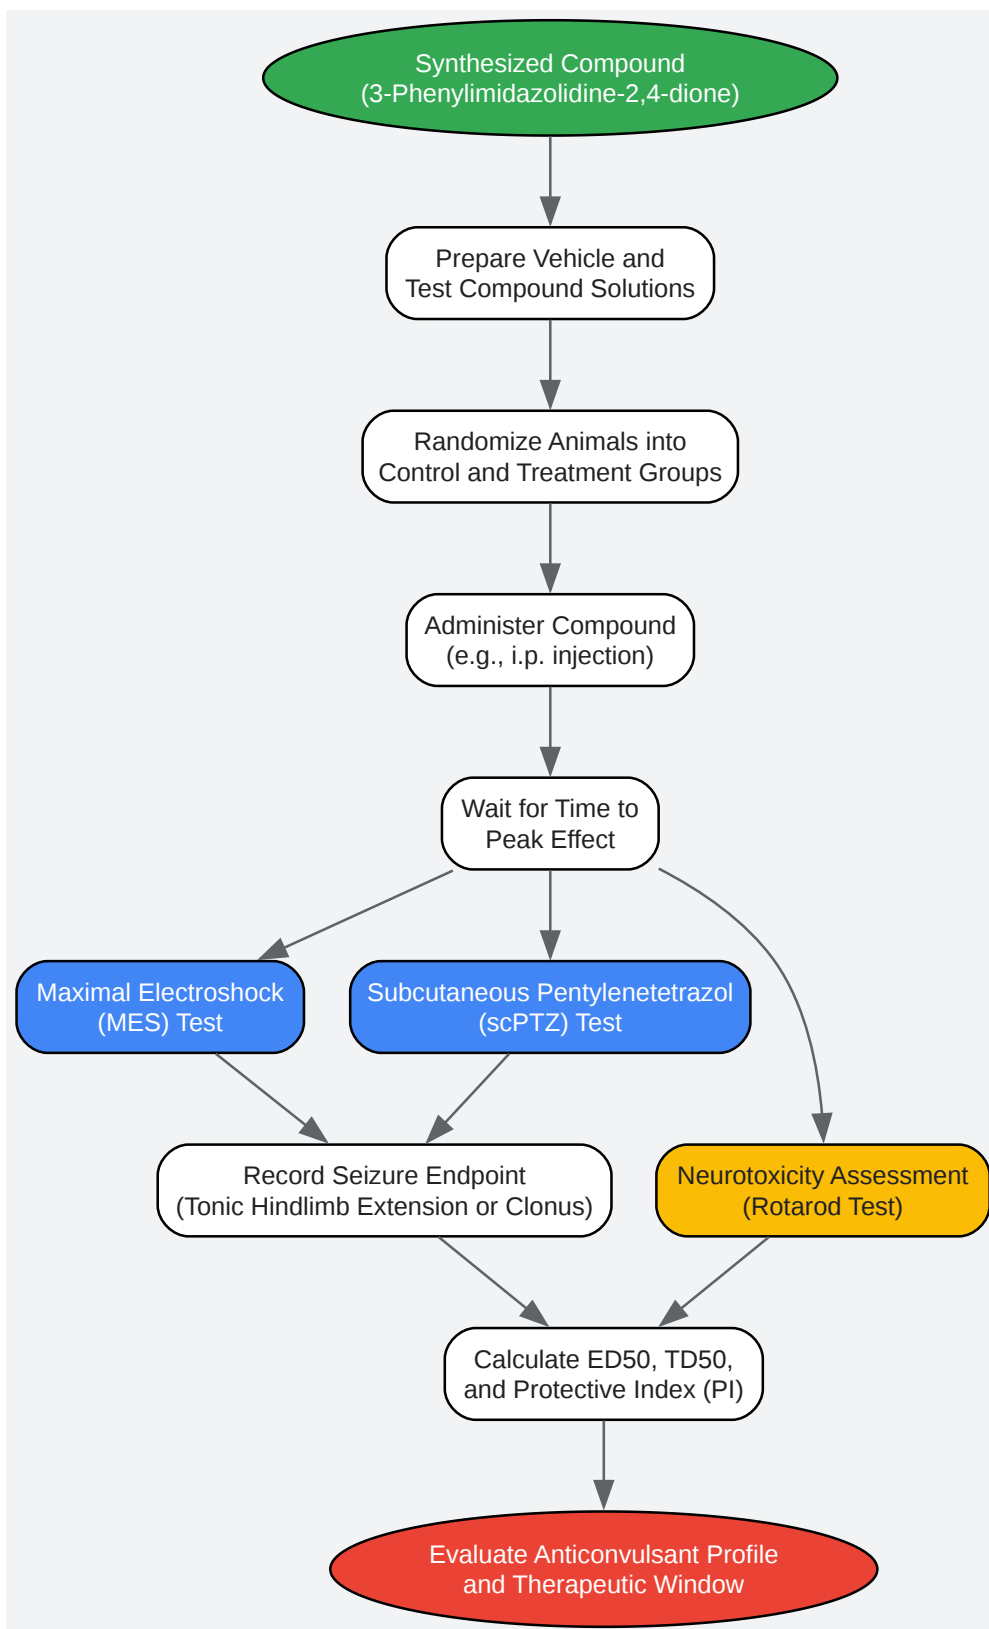 Synthesized Compound
(3-Phenylimidazolidine-2,4-dione)
Prepare Vehicle and
Test Compound Solutions
Randomize Animals into
Control and Treatment Groups
Administer Compound
(e.g., i.p. injection)
Wait for Time to
Peak Effect
Maximal Electroshock
(MES) Test
Subcutaneous Pentylenetetrazol
(scPTZ) Test
Record Seizure Endpoint
(Tonic Hindlimb Extension or Clonus)
Neurotoxicity Assessment
(Rotarod Test)
Calculate ED50, TD50,
and Protective Index (PI)
Evaluate Anticonvulsant Profile
and Therapeutic Window